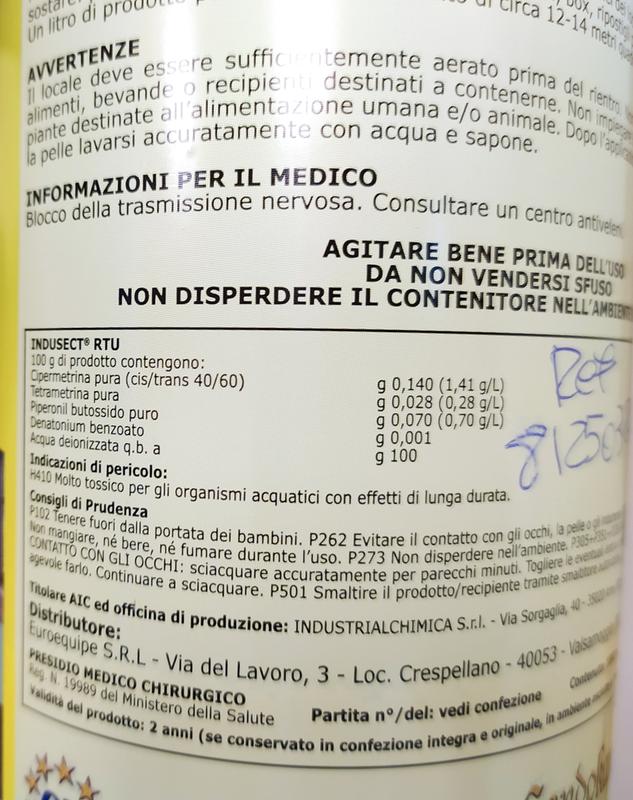 Un litro di
di circa 12-14 metri
AVVERTENZE
Il locale deve essere sufficientemente aerato prima del rientro.
alimenti, bevande o recipienti destinati a contenerne. Non
piante destinate all'alimentazione umana e/o animale. Dopo
la pelle lavarsi accuratamente con acqua e sapone.
INFORMAZIONI PER IL MEDICO
Blocco della trasmissione nervosa. Consultare un centro
AGITARE BENE PRIMA DELL'USO
DA NON VENDERSI SFUSO
NON DISPERDERE IL CONTENITORE
INDUSECT® RTU
100 g di prodotto contengono:
Cipermetrina pura (cis/trans 40/60) g 0,140 (1,41 g/L)
Tetrametrina pura g 0,028 (0,28 g/L)
Piperonil butossido puro g 0,070 (0,70 g/L)
Denatonium benzoato g 0,001
Acqua deionizzata q.b. a g 100
Ref
Indicazioni di pericolo:
H410 Molto tossico per gli organismi acquatici con effetti di lunga durata.
Consigli di Prudenza
P102 Tenere fuori dalla portata dei bambini. P262 Evitare il contatto con gli occhi, la pelle o gli
Non mangiare, né bere, né fumare durante l'uso. P273 Non disperdere nell'ambiente.
CONTATTO CON GLI OCCHI: sciacquare accuratamente per parecchi minuti. Togliere le eventuali
agevole farlo. Continuare a sciacquare. P501 Smaltire il prodotto/recipiente tramite smaltitore
Titolare AIC ed officina di produzione: INDUSTRIALCHIMICA S.r.l. - Via Sorgaglia, 40 -
Distributore:
Euroequipe S.R.L - Via del Lavoro, 3 - Loc. Crespellano - 40053 -
PRESIDIO MEDICO CHIRURGICO
Reg. N. 19989 del Ministero della Salute Partita n°/del: vedi confezione
Validità del prodotto: 2 anni (se conservato in confezione integra e originale, in ambiente